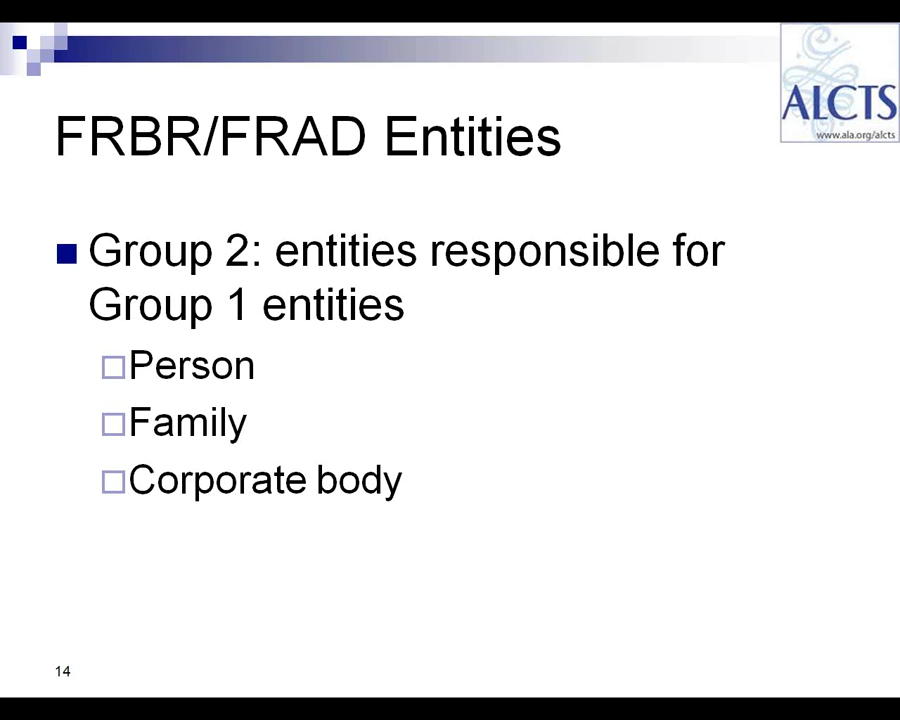 ALCTS
www.ala.org/alcts
FRBR/FRAD Entities
Group 2: entities responsible for
Group 1 entities
Person
Family
Corporate body
14